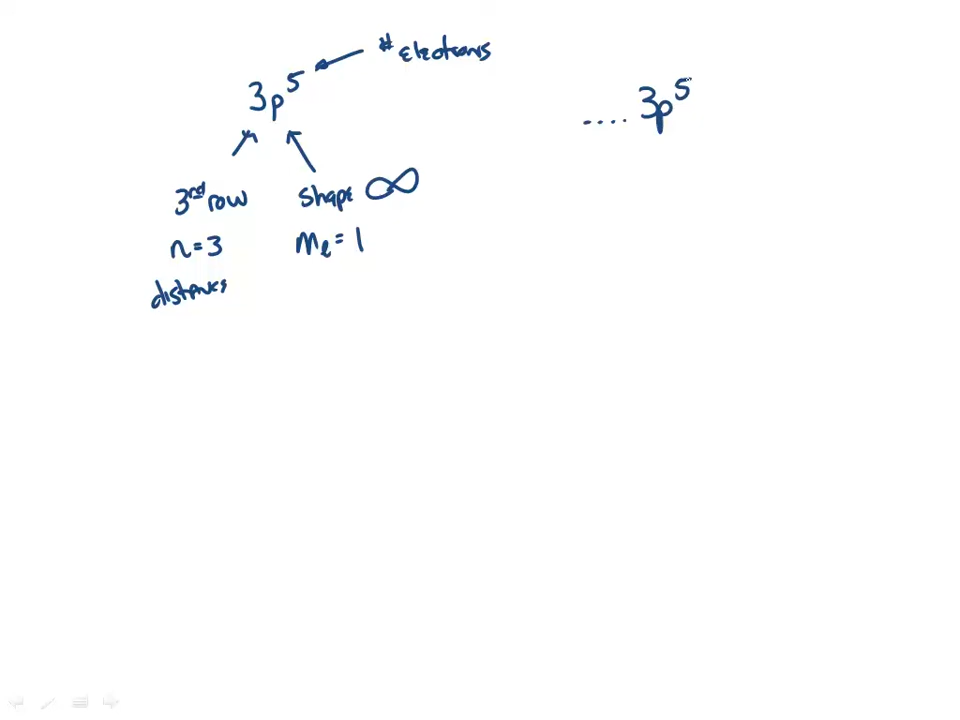 # Electrons
3p⁵
.... 3p⁵
3rd row
shape ∞
n = 3
mℓ = 1
distance